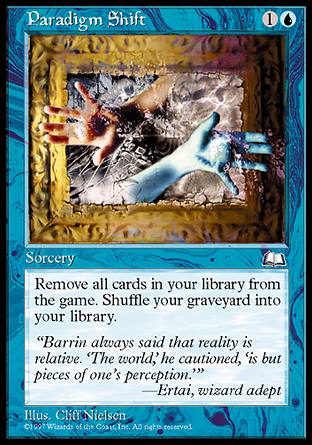 Paradigm Shift 1
Sorcery
Remove all cards in your library from
the game. Shuffle your graveyard into
your library.
“Barrin always said that reality is
relative. ‘The world,’ he cautioned, ‘is but
pieces of one’s perception.’”
—Ertai, wizard adept
Illus. Cliff Nielsen
©1997 Wizards of the Coast, Inc. All rights reserved.